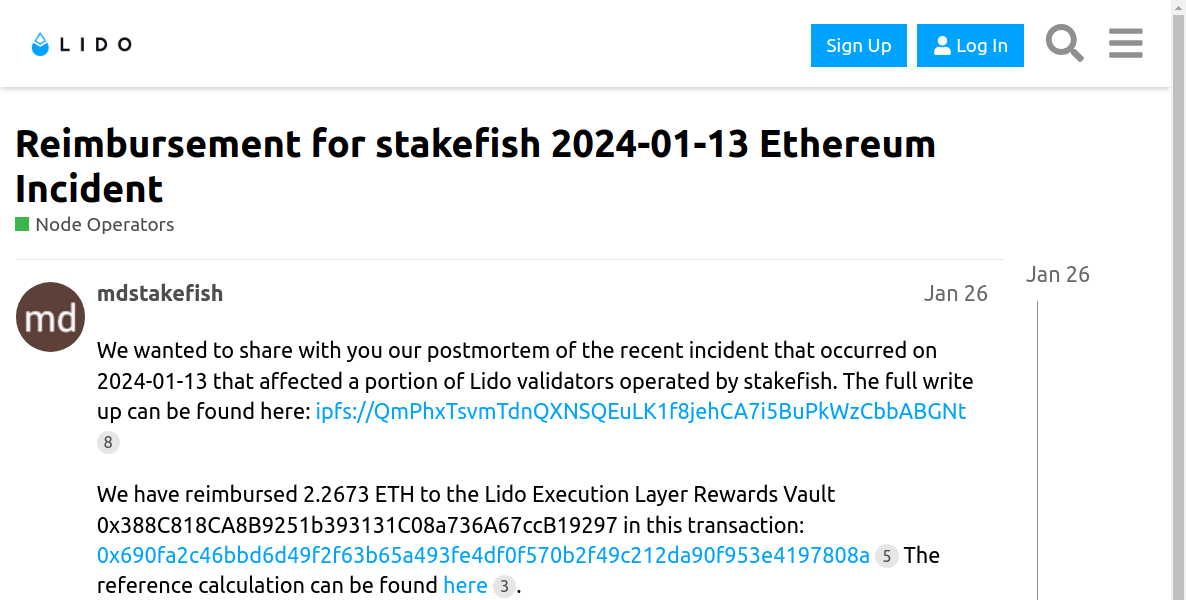 LIDO
Sign Up
Log In
Reimbursement for stakefish 2024-01-13 Ethereum
Incident
Node Operators
Jan 26
md
mdstakefish
Jan 26
We wanted to share with you our postmortem of the recent incident that occurred on
2024-01-13 that affected a portion of Lido validators operated by stakefish. The full write
up can be found here: ipfs://QmPhxTsvmTdnQXNSQEuLK1f8jehCA7i5BuPkWzCbbABGNt
8
We have reimbursed 2.2673 ETH to the Lido Execution Layer Rewards Vault
0x388C818CA8B9251b393131C08a736A67ccB19297 in this transaction:
0x690fa2c46bbd6d49f2f63b65a493fe4df0f570b2f49c212da90f953e4197808a 5 The
reference calculation can be found here 3.